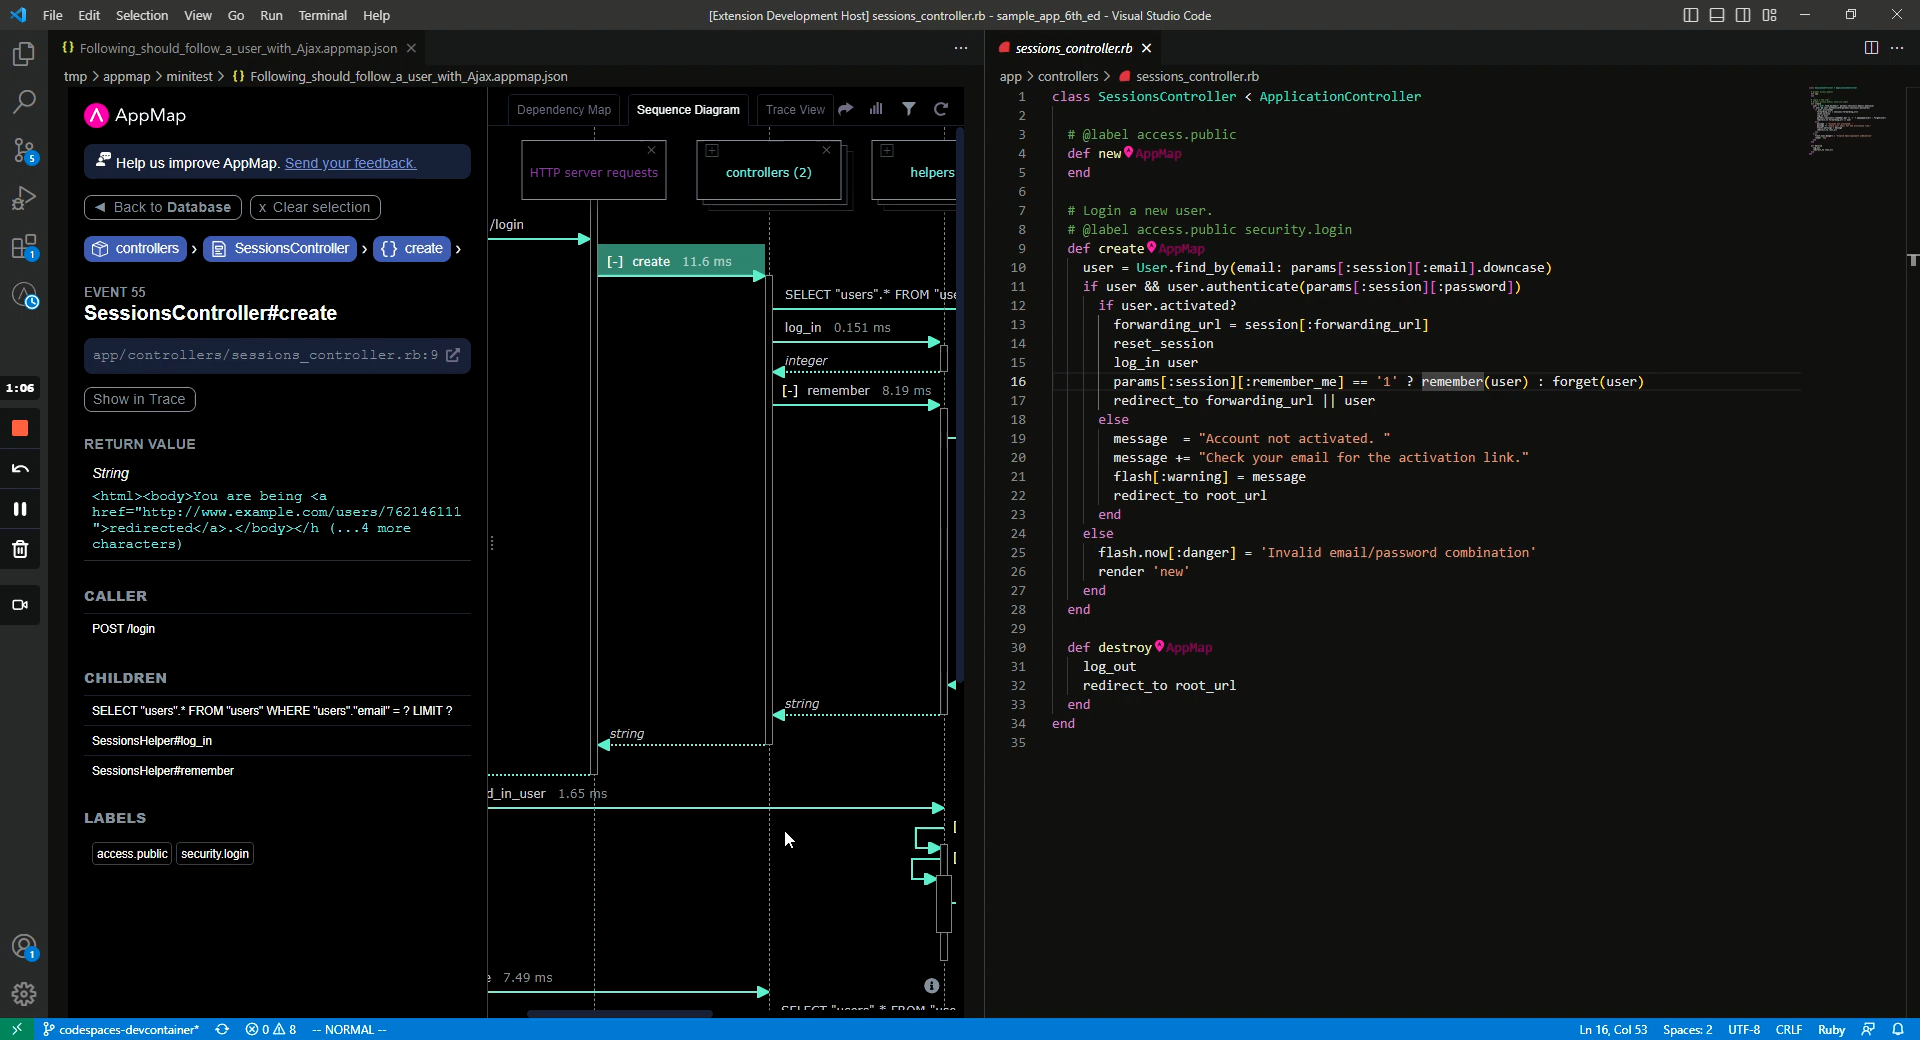 File Edit Selection View Go Run Terminal Help
[Extension Development Host] sessions_controller.rb - sample_app_6th_ed - Visual Studio Code
{} Following_should_follow_a_user_with_Ajax.appmap.json
tmp > appmap > minitest > {} Following_should_follow_a_user_with_Ajax.appmap.json
AppMap
Help us improve AppMap. Send your feedback.
◀ Back to Database
x Clear selection
controllers > SessionsController > {} create >
EVENT 55
SessionsController#create
app/controllers/sessions_controller.rb:9
Show in Trace
RETURN VALUE
String
<html><body>You are being <a
href="http://www.example.com/users/762146111
">redirected</a>.</body></h (...4 more
characters)
CALLER
POST /login
CHILDREN
SELECT "users".* FROM "users" WHERE "users"."email" = ? LIMIT ?
SessionsHelper#log_in
SessionsHelper#remember
LABELS
access.public security.login
5
1
1:06
1
Dependency Map
Sequence Diagram
Trace View
HTTP server requests
controllers (2)
helpers
/login
[-] create 11.6 ms
SELECT "users".* FROM "use
log_in 0.151 ms
integer
[-] remember 8.19 ms
string
string
d_in_user 1.65 ms
[
[
e 7.49 ms
SELECT "users".* FROM "use
sessions_controller.rb
app > controllers > sessions_controller.rb
1 class SessionsController < ApplicationController
2
3 # @label access.public
4 def new AppMap
5 end
6
7 # Login a new user.
8 # @label access.public security.login
9 def create AppMap
10 user = User.find_by(email: params[:session][:email].downcase)
11 if user && user.authenticate(params[:session][:password])
12 if user.activated?
13 forwarding_url = session[:forwarding_url]
14 reset_session
15 log_in user
16 params[:session][:remember_me] == '1' ? remember(user) : forget(user)
17 redirect_to forwarding_url || user
18 else
19 message = "Account not activated. "
20 message += "Check your email for the activation link."
21 flash[:warning] = message
22 redirect_to root_url
23 end
24 else
25 flash.now[:danger] = 'Invalid email/password combination'
26 render 'new'
27 end
28 end
29
30 def destroy AppMap
31 log_out
32 redirect_to root_url
33 end
34 end
35
codespaces-devcontainer* 0 8 -- NORMAL --
Ln 16, Col 53 Spaces: 2 UTF-8 CRLF Ruby